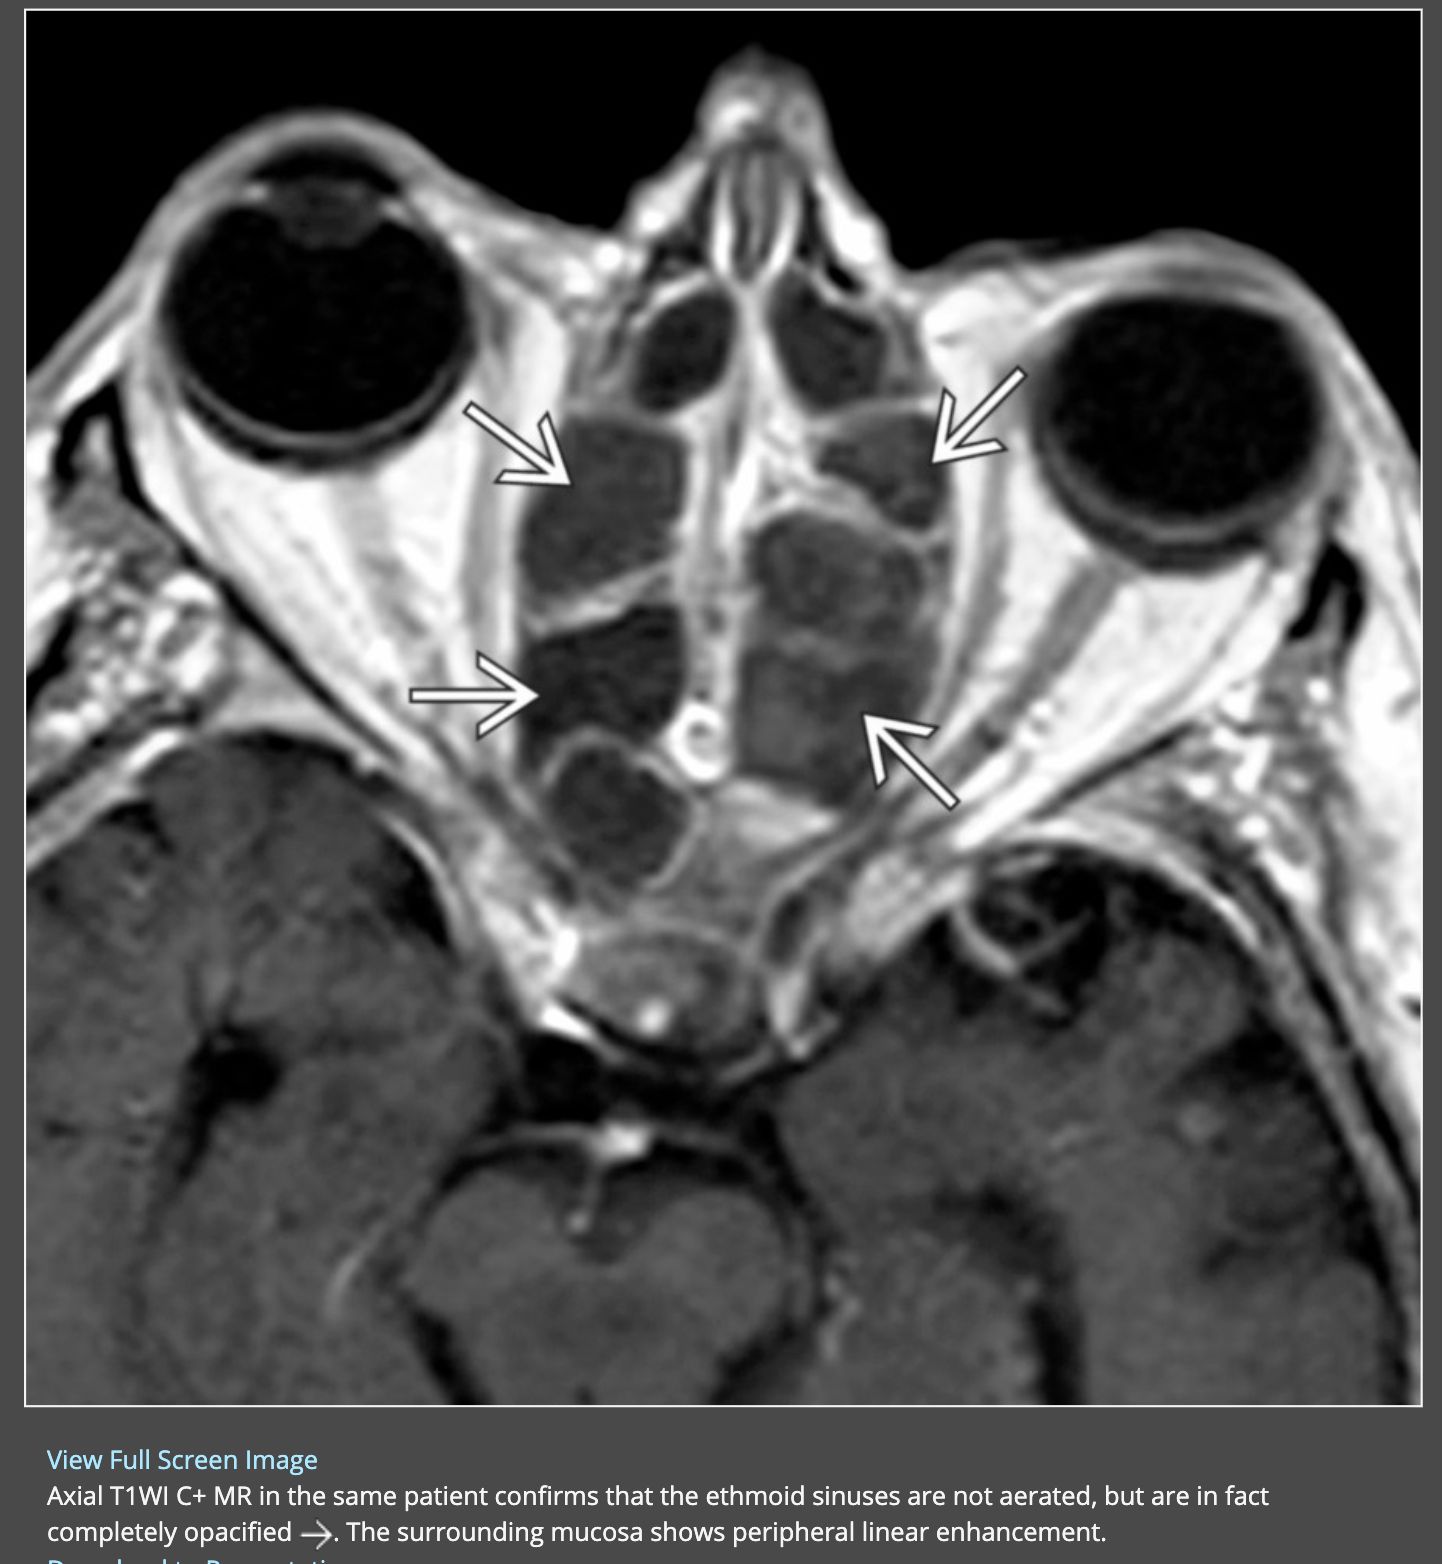 View Full Screen Image
Axial T1WI C+ MR in the same patient confirms that the ethmoid sinuses are not aerated, but are in fact
completely opacified →. The surrounding mucosa shows peripheral linear enhancement.